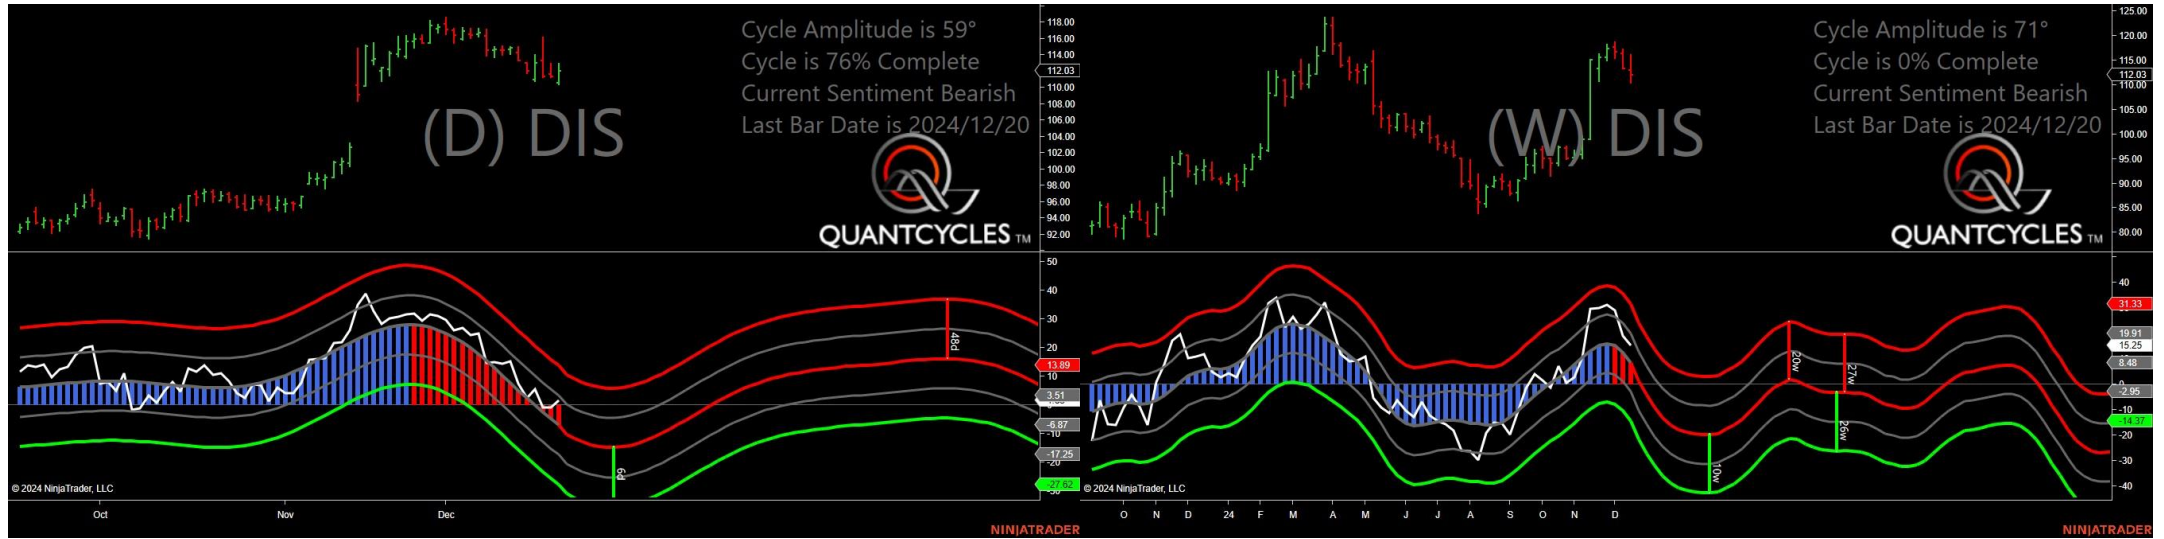 Cycle Amplitude is 59°
Cycle is 76% Complete
Current Sentiment Bearish
Last Bar Date is 2024/12/20
(D) DIS
QUANTCYCLES TM
118.00
116.00
114.00
112.03
110.00
108.00
106.00
104.00
102.00
100.00
98.00
96.00
94.00
92.00
50
40
30
20
13.89
10
3.51
-6.87
-10
-17.25
-20
-27.62
48d
6d
© 2024 NinjaTrader, LLC
Oct Nov Dec
NINJATRADER
Cycle Amplitude is 71°
Cycle is 0% Complete
Current Sentiment Bearish
Last Bar Date is 2024/12/20
(W) DIS
QUANTCYCLES TM
125.00
120.00
115.00
112.03
110.00
105.00
100.00
95.00
90.00
85.00
80.00
40
31.33
19.91
15.25
8.48
-2.95
-10
-14.37
-20
-30
-40
20w
27w
26w
10w
© 2024 NinjaTrader, LLC
O N D 24 F M A M J J A S O N D
NINJATRADER